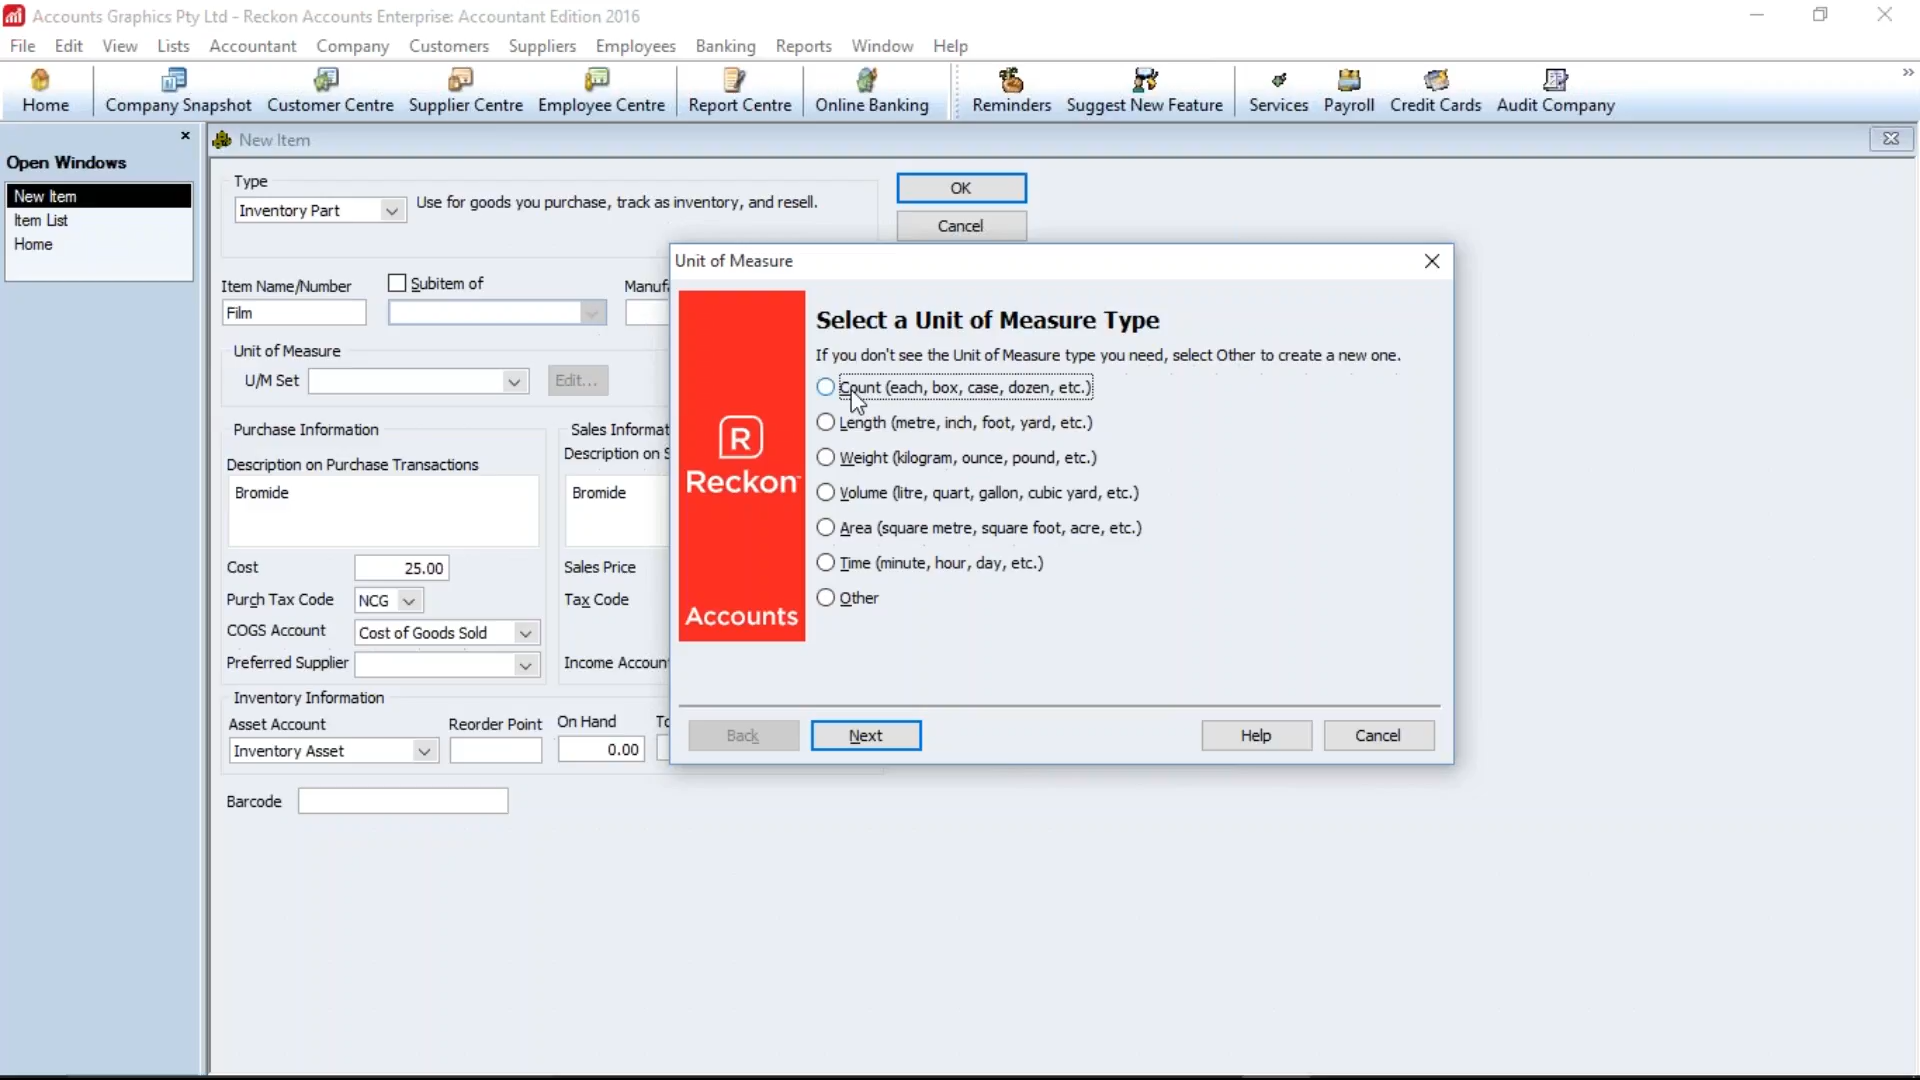 Accounts Graphics Pty Ltd - Reckon Accounts Enterprise: Accountant Edition 2016
File Edit View Lists Accountant Company Customers Suppliers Employees Banking Reports Window Help
Home Company Snapshot Customer Centre Supplier Centre Employee Centre Report Centre Online Banking Reminders Suggest New Feature Services Payroll Credit Cards Audit Company
Open Windows
New Item
Item List
Home
New Item
Type
Inventory Part
Use for goods you purchase, track as inventory, and resell.
OK
Cancel
Item Name/Number
Film
Subitem of
Manufa
Unit of Measure
U/M Set
Edit...
Purchase Information
Description on Purchase Transactions
Bromide
Cost 25.00
Purch Tax Code NCG
COGS Account Cost of Goods Sold
Preferred Supplier
Sales Informat
Description on S
Bromide
Sales Price
Tax Code
Income Accoun
Inventory Information
Asset Account Reorder Point On Hand To
Inventory Asset 0.00
Barcode
Unit of Measure
R
Reckon
Accounts
Select a Unit of Measure Type
If you don't see the Unit of Measure type you need, select Other to create a new one.
Count (each, box, case, dozen, etc.)
Length (metre, inch, foot, yard, etc.)
Weight (kilogram, ounce, pound, etc.)
Volume (litre, quart, gallon, cubic yard, etc.)
Area (square metre, square foot, acre, etc.)
Time (minute, hour, day, etc.)
Other
Back Next Help Cancel